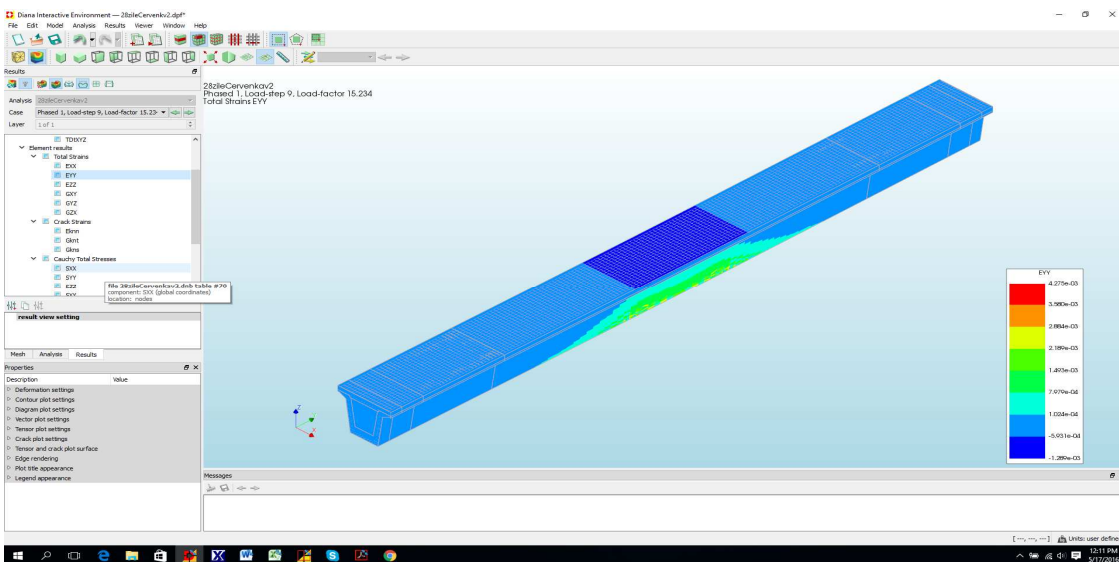 Diana Interactive Environment — 28zileCervenkv2.dpf*
File Edit Model Analysis Results Viewer Window Help
Results
Analysis 28zileCervenkav2
Case Phased 1, Load-step 9, Load-factor 15.23
Layer 1 of 1
TDtXYZ
Element results
Total Strains
EXX
EYY
EZZ
GXY
GYZ
GZX
Crack Strains
Eknn
Gknt
Gkns
Cauchy Total Stresses
SXX
SYY
file 28zileCervenkav2.dnb table #70
component: SXX (global coordinates)
location: nodes
result view setting
Mesh Analysis Results
Properties
Description Value
Deformation settings
Contour plot settings
Diagram plot settings
Vector plot settings
Tensor plot settings
Crack plot settings
Tensor and crack plot surface
Edge rendering
Plot title appearance
Legend appearance
28zileCervenkav2
Phased 1, Load-step 9, Load-factor 15.234
Total Strains EYY
Z
X
EYY
4.275e-03
3.580e-03
2.884e-03
2.189e-03
1.493e-03
7.979e-04
1.024e-04
-5.931e-04
-1.289e-03
Messages
[ ---, ---, --- ] Units: user define
12:11 PM
5/17/2016